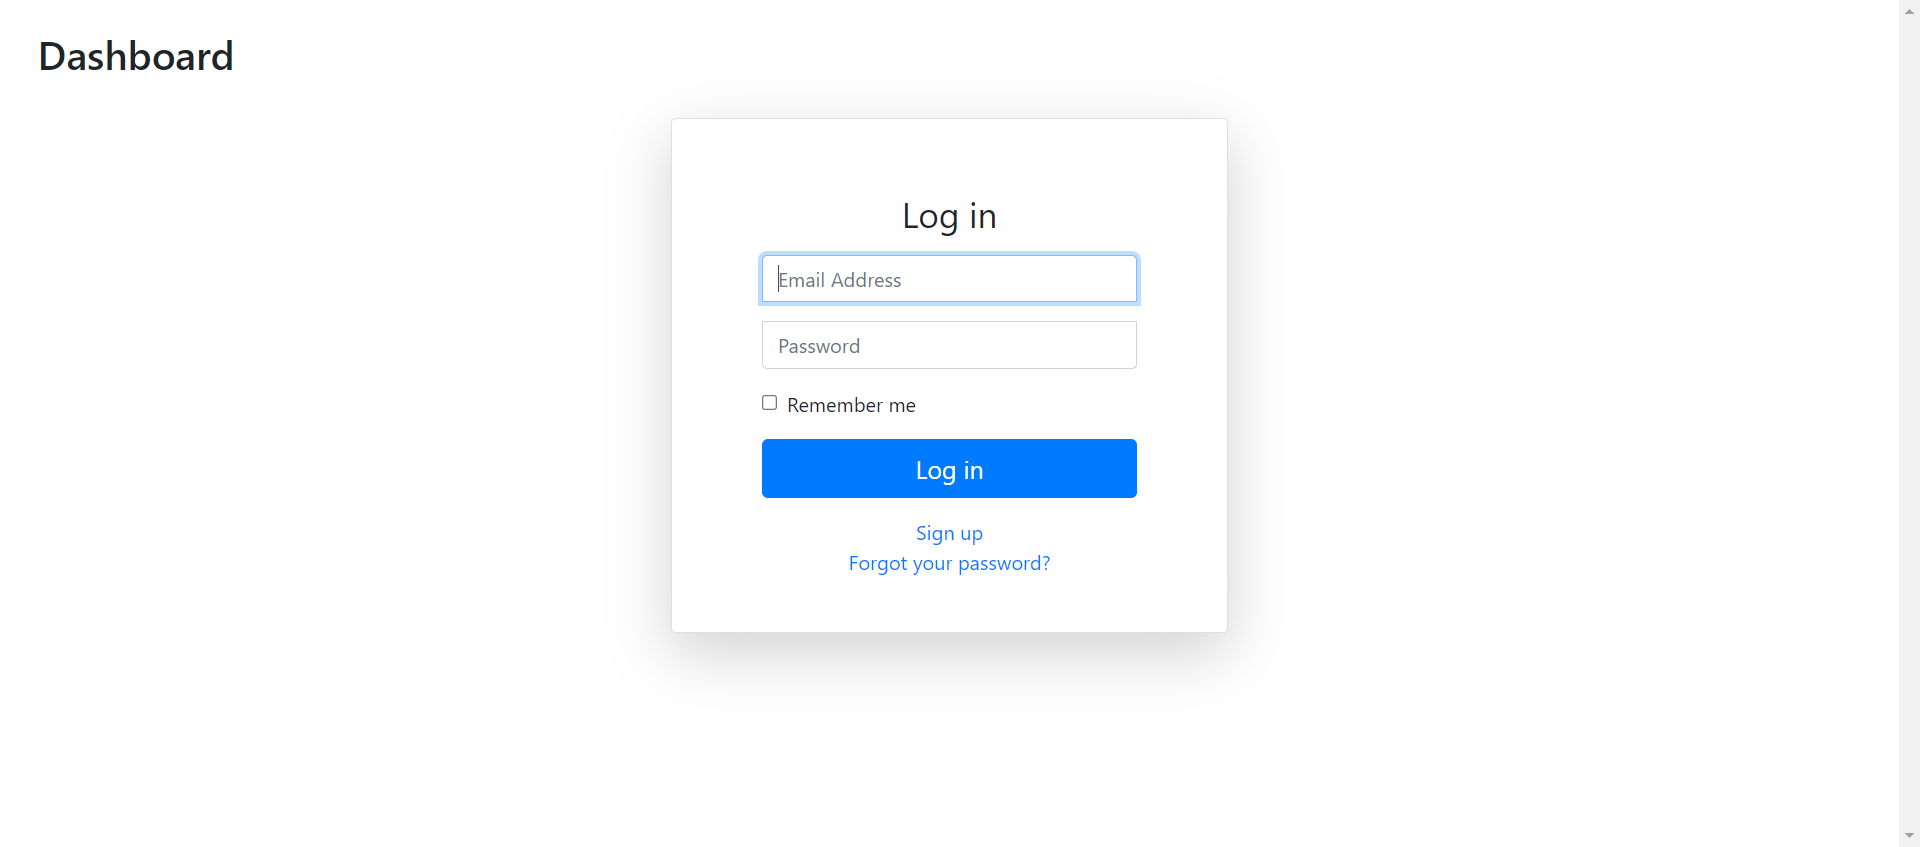 Dashboard
Log in
Email Address
Password
Remember me
Log in
Sign up
Forgot your password?